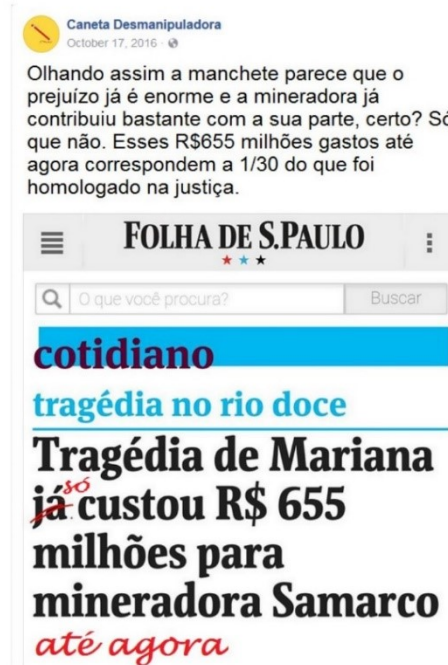 Caneta Desmanipuladora
October 17, 2016
Olhando assim a manchete parece que o
prejuízo já é enorme e a mineradora já
contribuiu bastante com a sua parte, certo? Só
que não. Esses R$655 milhões gastos até
agora correspondem a 1/30 do que foi
homologado na justiça.
FOLHA DE S.PAULO
O que você procura? Buscar
cotidiano
tragédia no rio doce
Tragédia de Mariana
só
já custou R$ 655
milhões para
mineradora Samarco
até agora